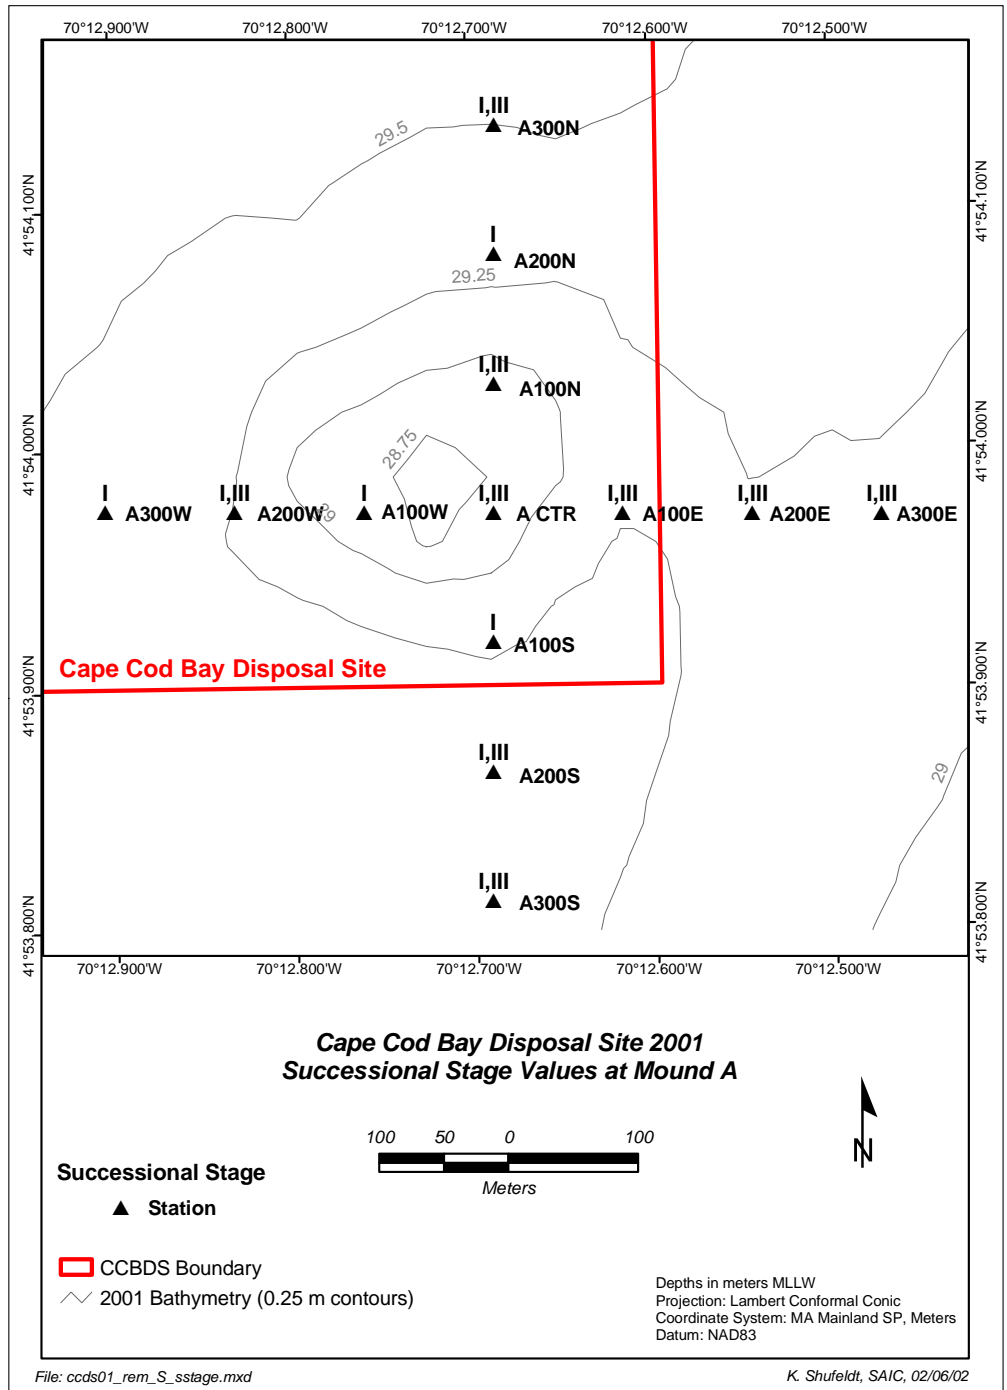 70°12.900'W 70°12.800'W 70°12.700'W 70°12.600'W 70°12.500'W
I,III
A300N
29.5
41°54.100'N
41°54.100'N
I
A200N
29.25
I,III
A100N
28.75
41°54.000'N
41°54.000'N
I I,III I I,III I,III I,III I,III
A300W A200W A100W A CTR A100E A200E A300E
29
I
A100S
Cape Cod Bay Disposal Site
41°53.900'N
41°53.900'N
I,III
A200S
29
I,III
A300S
41°53.800'N
41°53.800'N
70°12.900'W 70°12.800'W 70°12.700'W 70°12.600'W 70°12.500'W
Cape Cod Bay Disposal Site 2001
Successional Stage Values at Mound A
100 50 0 100
Meters
N
Successional Stage
Station
CCBDS Boundary
2001 Bathymetry (0.25 m contours)
Depths in meters MLLW
Projection: Lambert Conformal Conic
Coordinate System: MA Mainland SP, Meters
Datum: NAD83
File: ccds01_rem_S_sstage.mxd
K. Shufeldt, SAIC, 02/06/02